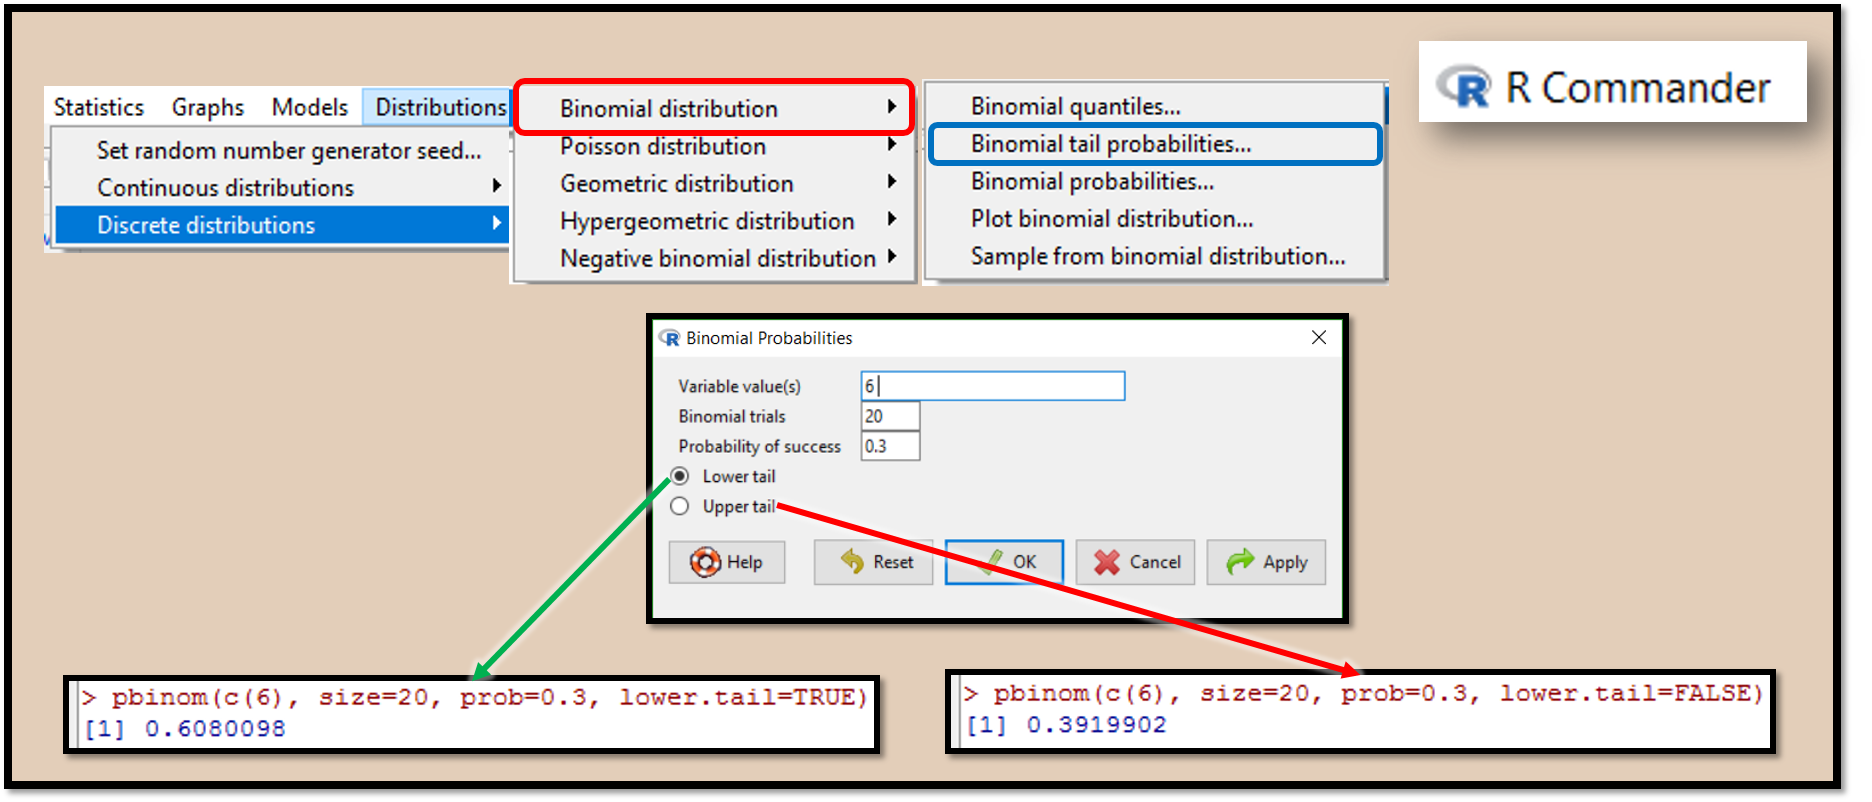 R Commander
Statistics Graphs Models Distributions
Set random number generator seed...
Continuous distributions
Discrete distributions
Binomial distribution
Poisson distribution
Geometric distribution
Hypergeometric distribution
Negative binomial distribution
Binomial quantiles...
Binomial tail probabilities...
Binomial probabilities...
Plot binomial distribution...
Sample from binomial distribution...
Binomial Probabilities
Variable value(s) 6
Binomial trials 20
Probability of success 0.3
Lower tail
Upper tail
Help Reset OK Cancel Apply
> pbinom(c(6), size=20, prob=0.3, lower.tail=TRUE)
[1] 0.6080098
> pbinom(c(6), size=20, prob=0.3, lower.tail=FALSE)
[1] 0.3919902